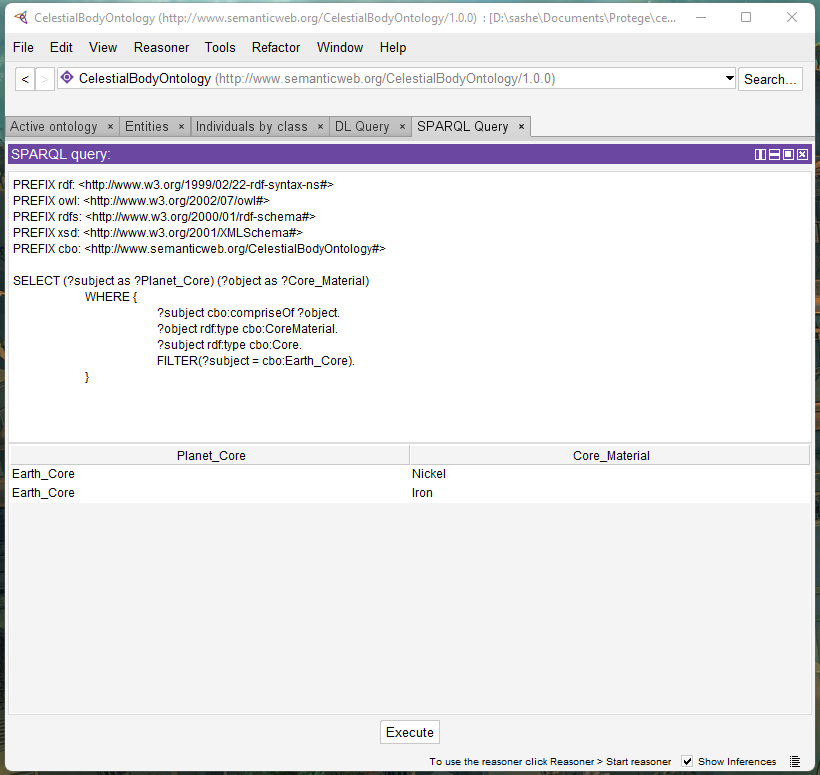 CelestialBodyOntology (http://www.semanticweb.org/CelestialBodyOntology/1.0.0) : [D:\sashe\Documents\Protege\ce...
File Edit View Reasoner Tools Refactor Window Help
< > CelestialBodyOntology (http://www.semanticweb.org/CelestialBodyOntology/1.0.0) Search...
Active ontology × Entities × Individuals by class × DL Query × SPARQL Query ×
SPARQL query:
PREFIX rdf: <http://www.w3.org/1999/02/22-rdf-syntax-ns#>
PREFIX owl: <http://www.w3.org/2002/07/owl#>
PREFIX rdfs: <http://www.w3.org/2000/01/rdf-schema#>
PREFIX xsd: <http://www.w3.org/2001/XMLSchema#>
PREFIX cbo: <http://www.semanticweb.org/CelestialBodyOntology#>
SELECT (?subject as ?Planet_Core) (?object as ?Core_Material)
WHERE {
?subject cbo:compriseOf ?object.
?object rdf:type cbo:CoreMaterial.
?subject rdf:type cbo:Core.
FILTER(?subject = cbo:Earth_Core).
}
Planet_Core Core_Material
Earth_Core Nickel
Earth_Core Iron
Execute
To use the reasoner click Reasoner > Start reasoner Show Inferences